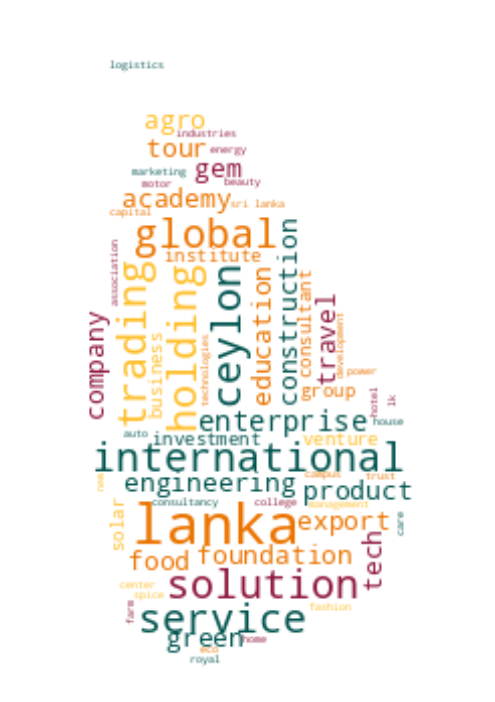 logistics
agro
industries
tour
energy
marketing
gem
motor
beauty
academy
sri lanka
capital
global
institute
association
trading
holding
ceylon
education
construction
consultant
travel
development
company
business
technologies
power
group
hotel
lk
enterprise
house
auto
investment
venture
international
new
engineering
campus
trust
product
consultancy
college
management
solar
lanka
export
care
food
foundation
tech
solution
center
spice
farm
fashion
service
green
home
eco
royal